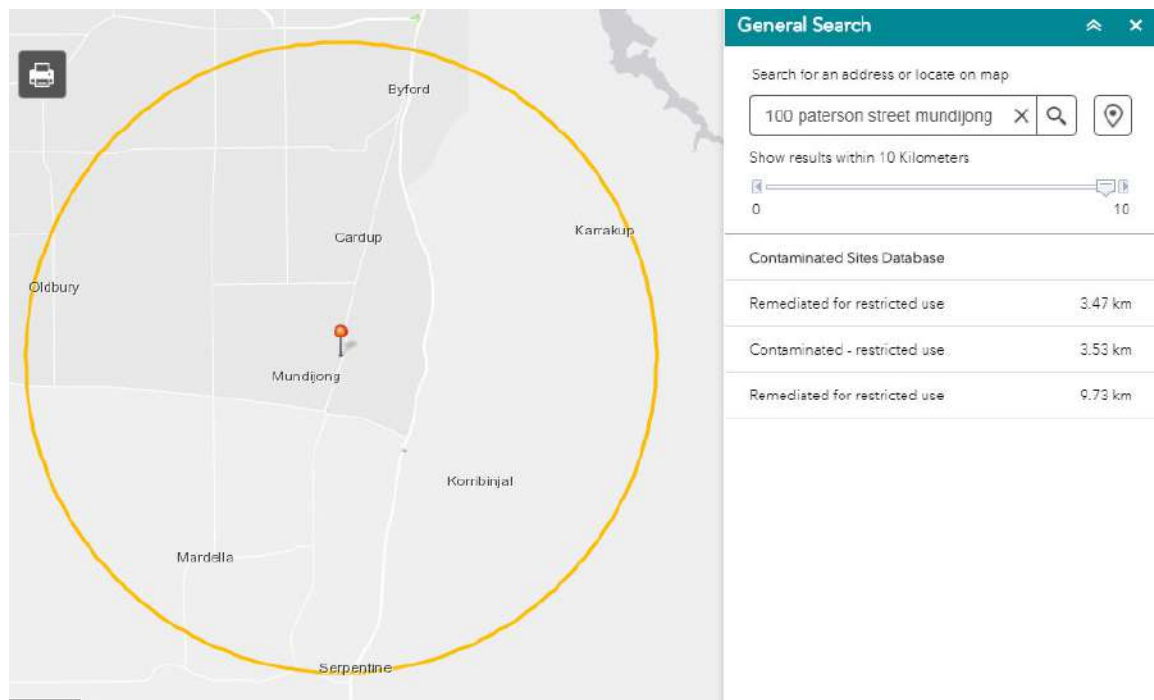 General Search
Search for an address or locate on map
100 paterson street mundijong
Show results within 10 Kilometers
0
10
Contaminated Sites Database
Remediated for restricted use 3.47 km
Contaminated - restricted use 3.53 km
Remediated for restricted use 9.73 km
Byford
Cardup
Karrakup
Oldbury
Mundijong
Korribinjal
Mardella
Serpentine